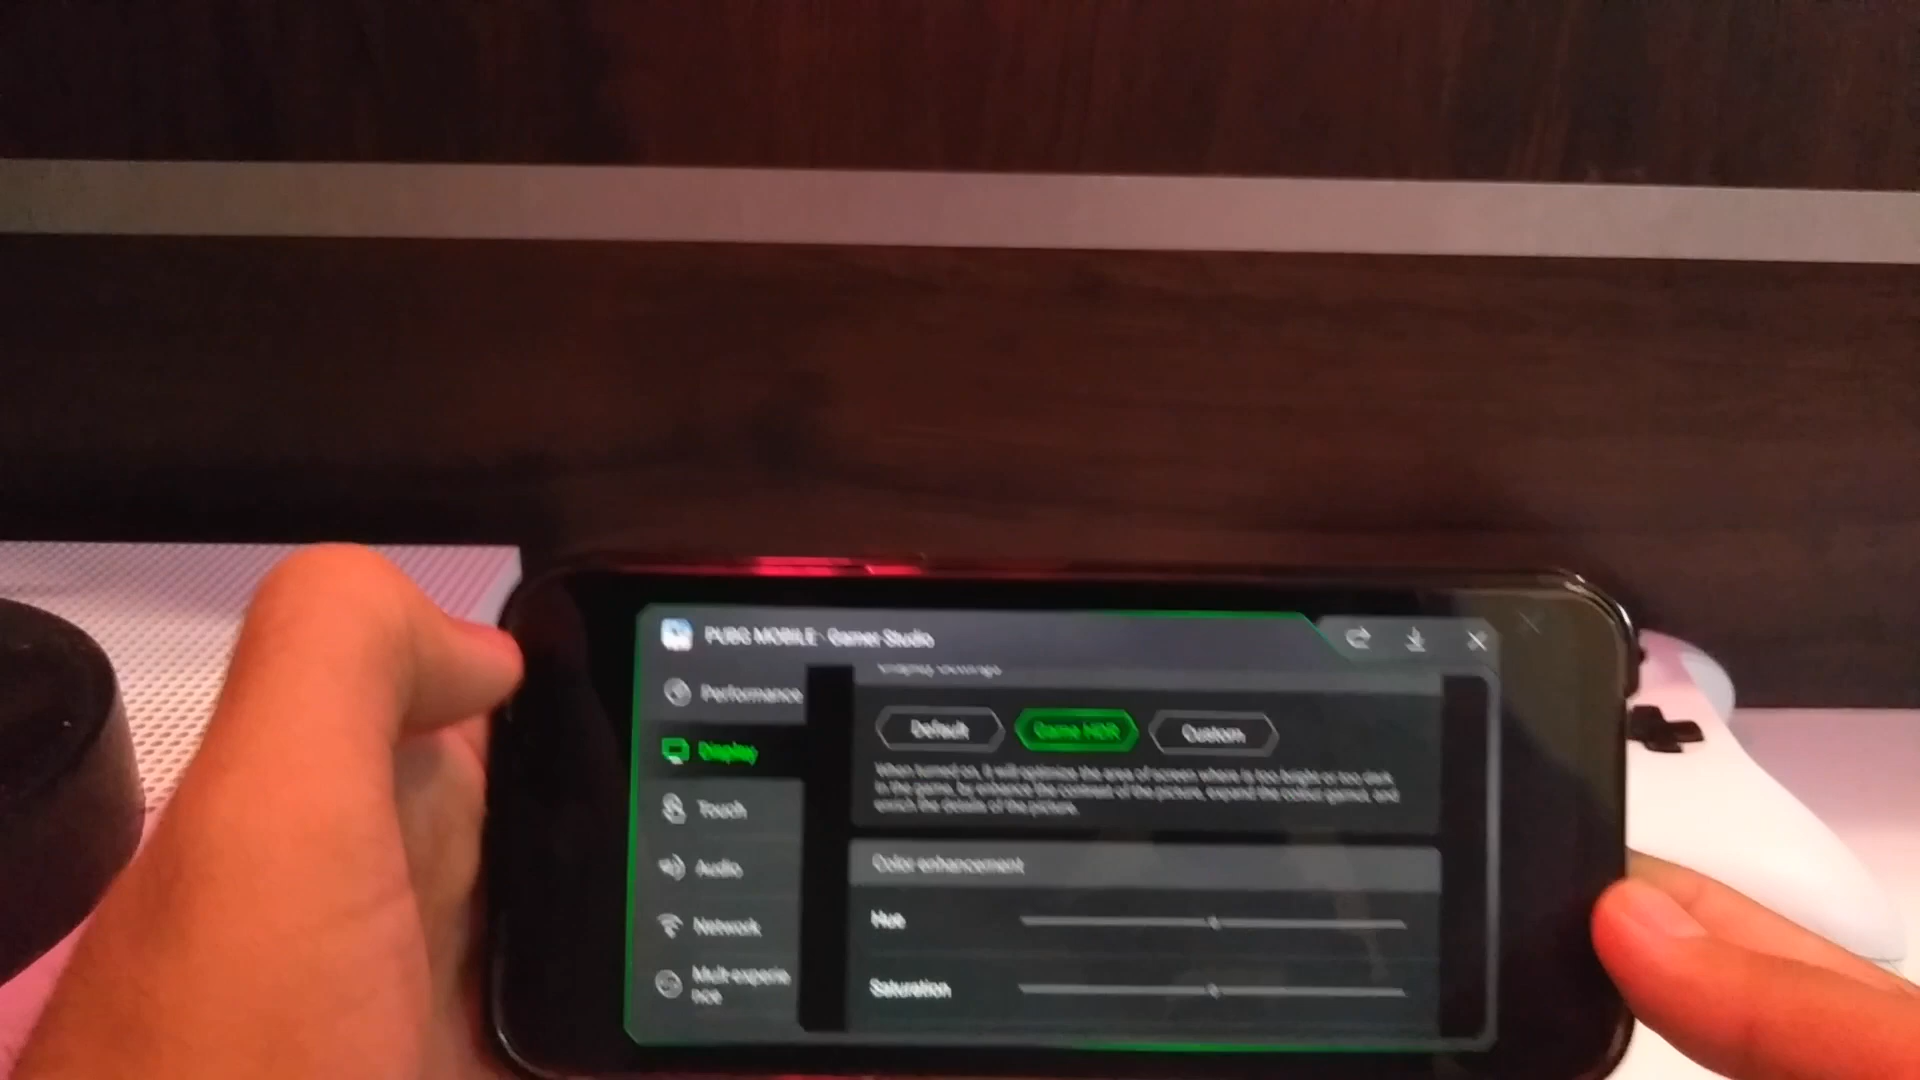 PUBG MOBILE - Gamer Studio
Performance
Display
Touch
Audio
Network
Multi-experie
nce
Default
Game HDR
Custom
When turned on, it will optimize the area of screen where is too bright or too dark
in the game, by enhance the contrast of the picture, expand the colour gamut, and
enrich the details of the picture.
Color enhancement
Hue
Saturation